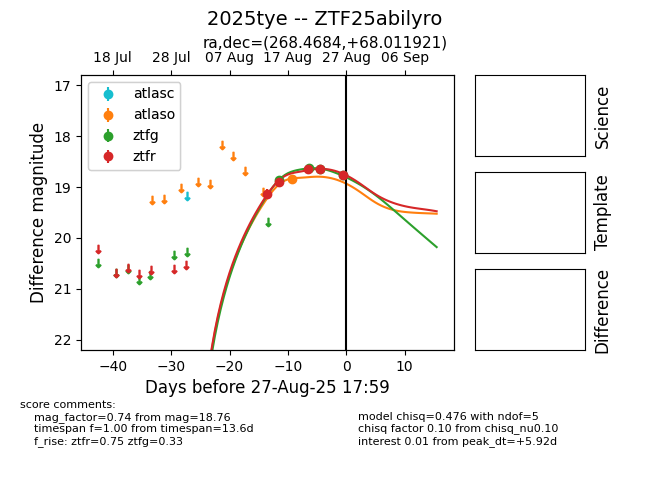 2025tye -- ZTF25abilyro
ra,dec=(268.4684,+68.011921)
18 Jul 28 Jul 07 Aug 17 Aug 27 Aug 06 Sep
17
18
19
20
21
22
Difference magnitude
atlasc
atlaso
ztfg
ztfr
−40 −30 −20 −10 0 10
Days before 27-Aug-25 17:59
Science
Template
Difference
score comments:
mag_factor=0.74 from mag=18.76
timespan f=1.00 from timespan=13.6d
f_rise: ztfr=0.75 ztfg=0.33
model chisq=0.476 with ndof=5
chisq factor 0.10 from chisq_nu0.10
interest 0.01 from peak_dt=+5.92d